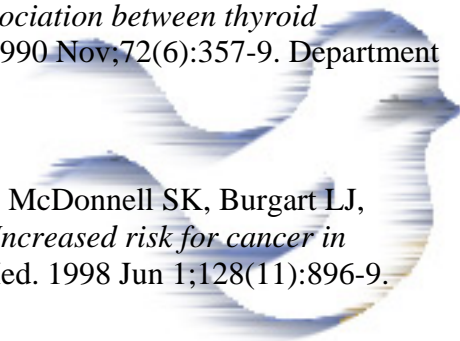 ociation between thyroid
990 Nov;72(6):357-9. Department
McDonnell SK, Burgart LJ,
Increased risk for cancer in
Med. 1998 Jun 1;128(11):896-9.